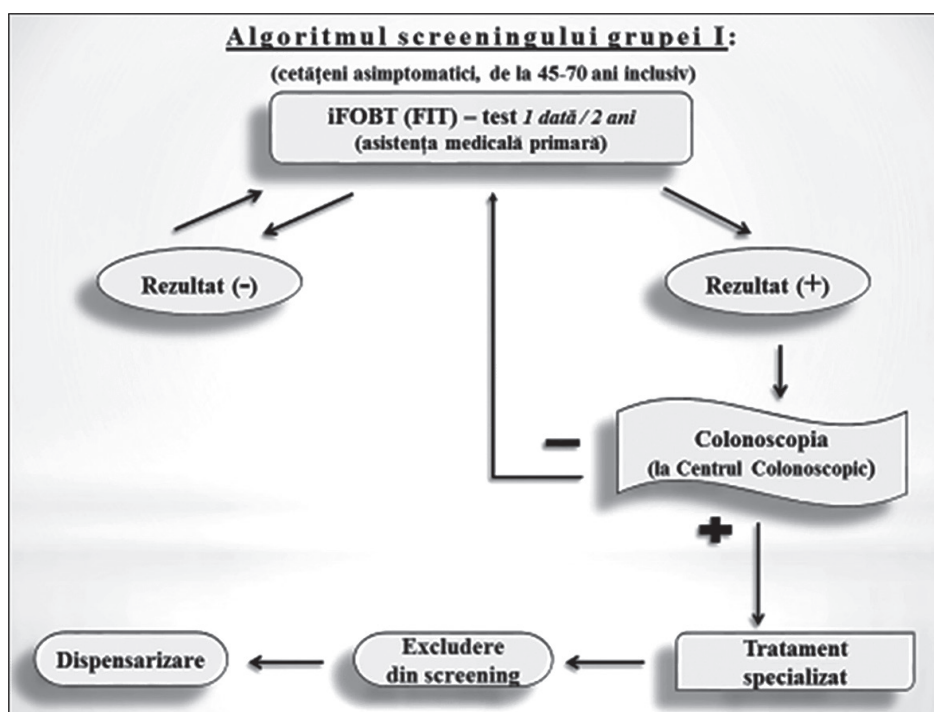 Algoritmul screeningului grupei I:
(cetățeni asimptomatici, de la 45-70 ani inclusiv)
iFOBT (FIT) – test 1 dată / 2 ani
(asistența medicală primară)
Rezultat (-)
Rezultat (+)
Colonoscopia
(la Centrul Colonoscopic)
Tratament
specializat
Excludere
din screening
Dispensarizare